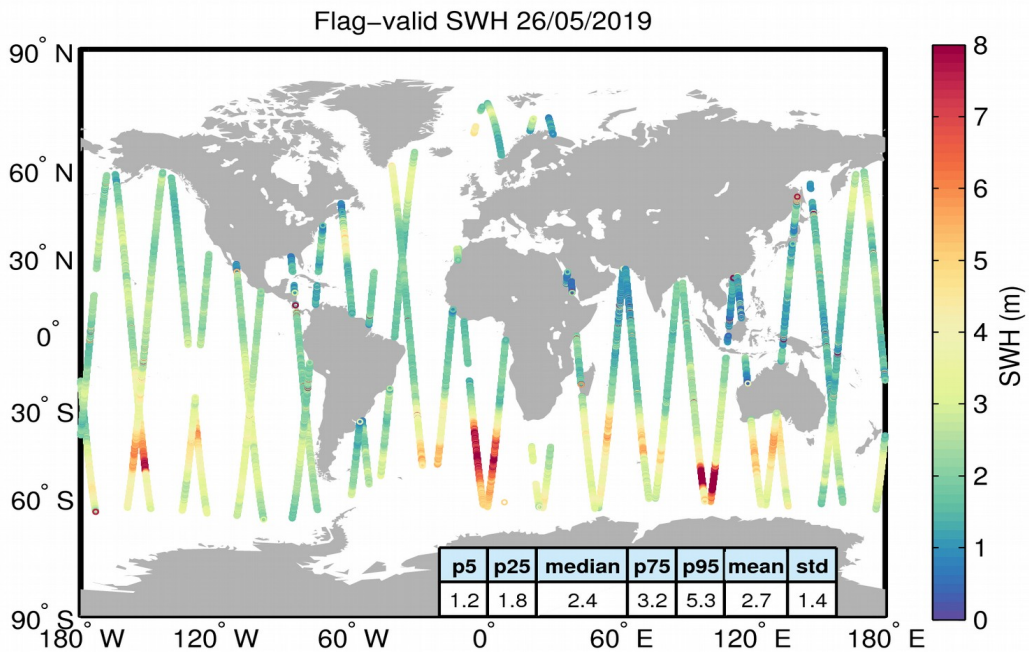 Flag−valid SWH 26/05/2019
90° N
60° N
30° N
0°
30° S
60° S
90° S
180° W
120° W
60° W
0°
60° E
120° E
180° E
p5 p25 median p75 p95 mean std
1.2 1.8 2.4 3.2 5.3 2.7 1.4
8
7
6
5
4
3
2
1
0
SWH (m)